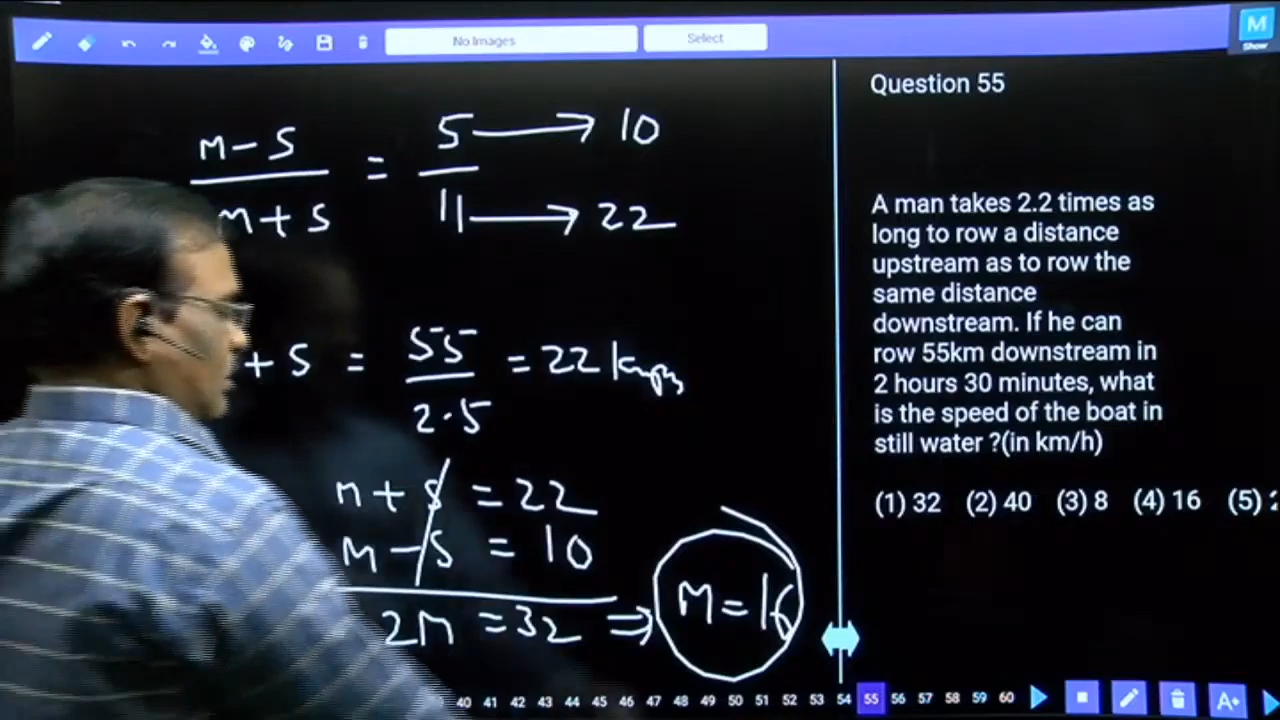 No Images
Select
M
Show
Question 55
M - S / M + S = 5 / 11
5 → 10
11 → 22
+ S = 55 / 2.5 = 22 kmph
M + S = 22
M - S = 10
2M = 32 ⇒ M = 16
A man takes 2.2 times as
long to row a distance
upstream as to row the
same distance
downstream. If he can
row 55km downstream in
2 hours 30 minutes, what
is the speed of the boat in
still water ?(in km/h)
(1) 32 (2) 40 (3) 8 (4) 16 (5)
40 41 42 43 44 45 46 47 48 49 50 51 52 53 54 55 56 57 58 59 60
A+